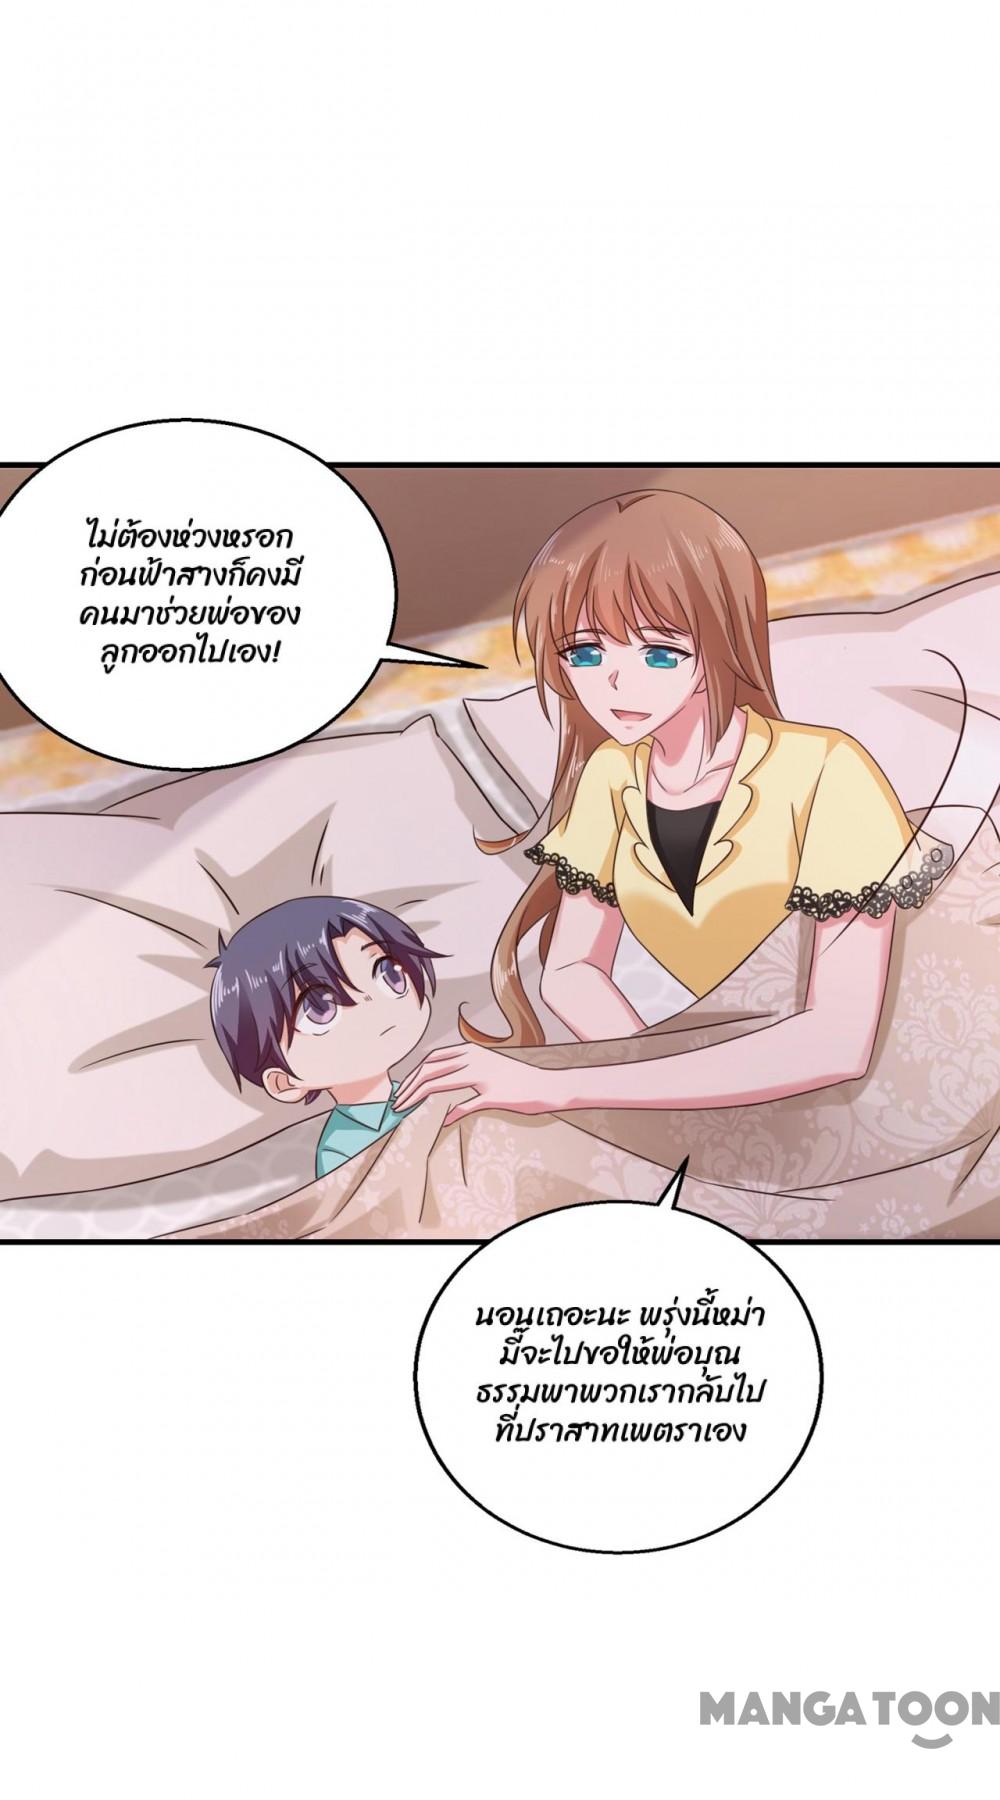 ไม่ต้องห่วงหรอก
ก่อนฟ้าสางก็คงมี
คนมาช่วยพ่อของ
ลูกออกไปเอง!
นอนเถอะนะ พรุ่งนี้หม่า
มี๊จะไปขอให้พ่อบุณ
ธรรมพาพวกเรากลับไป
ที่ปราสาทเพตราเอง
MANGATOON